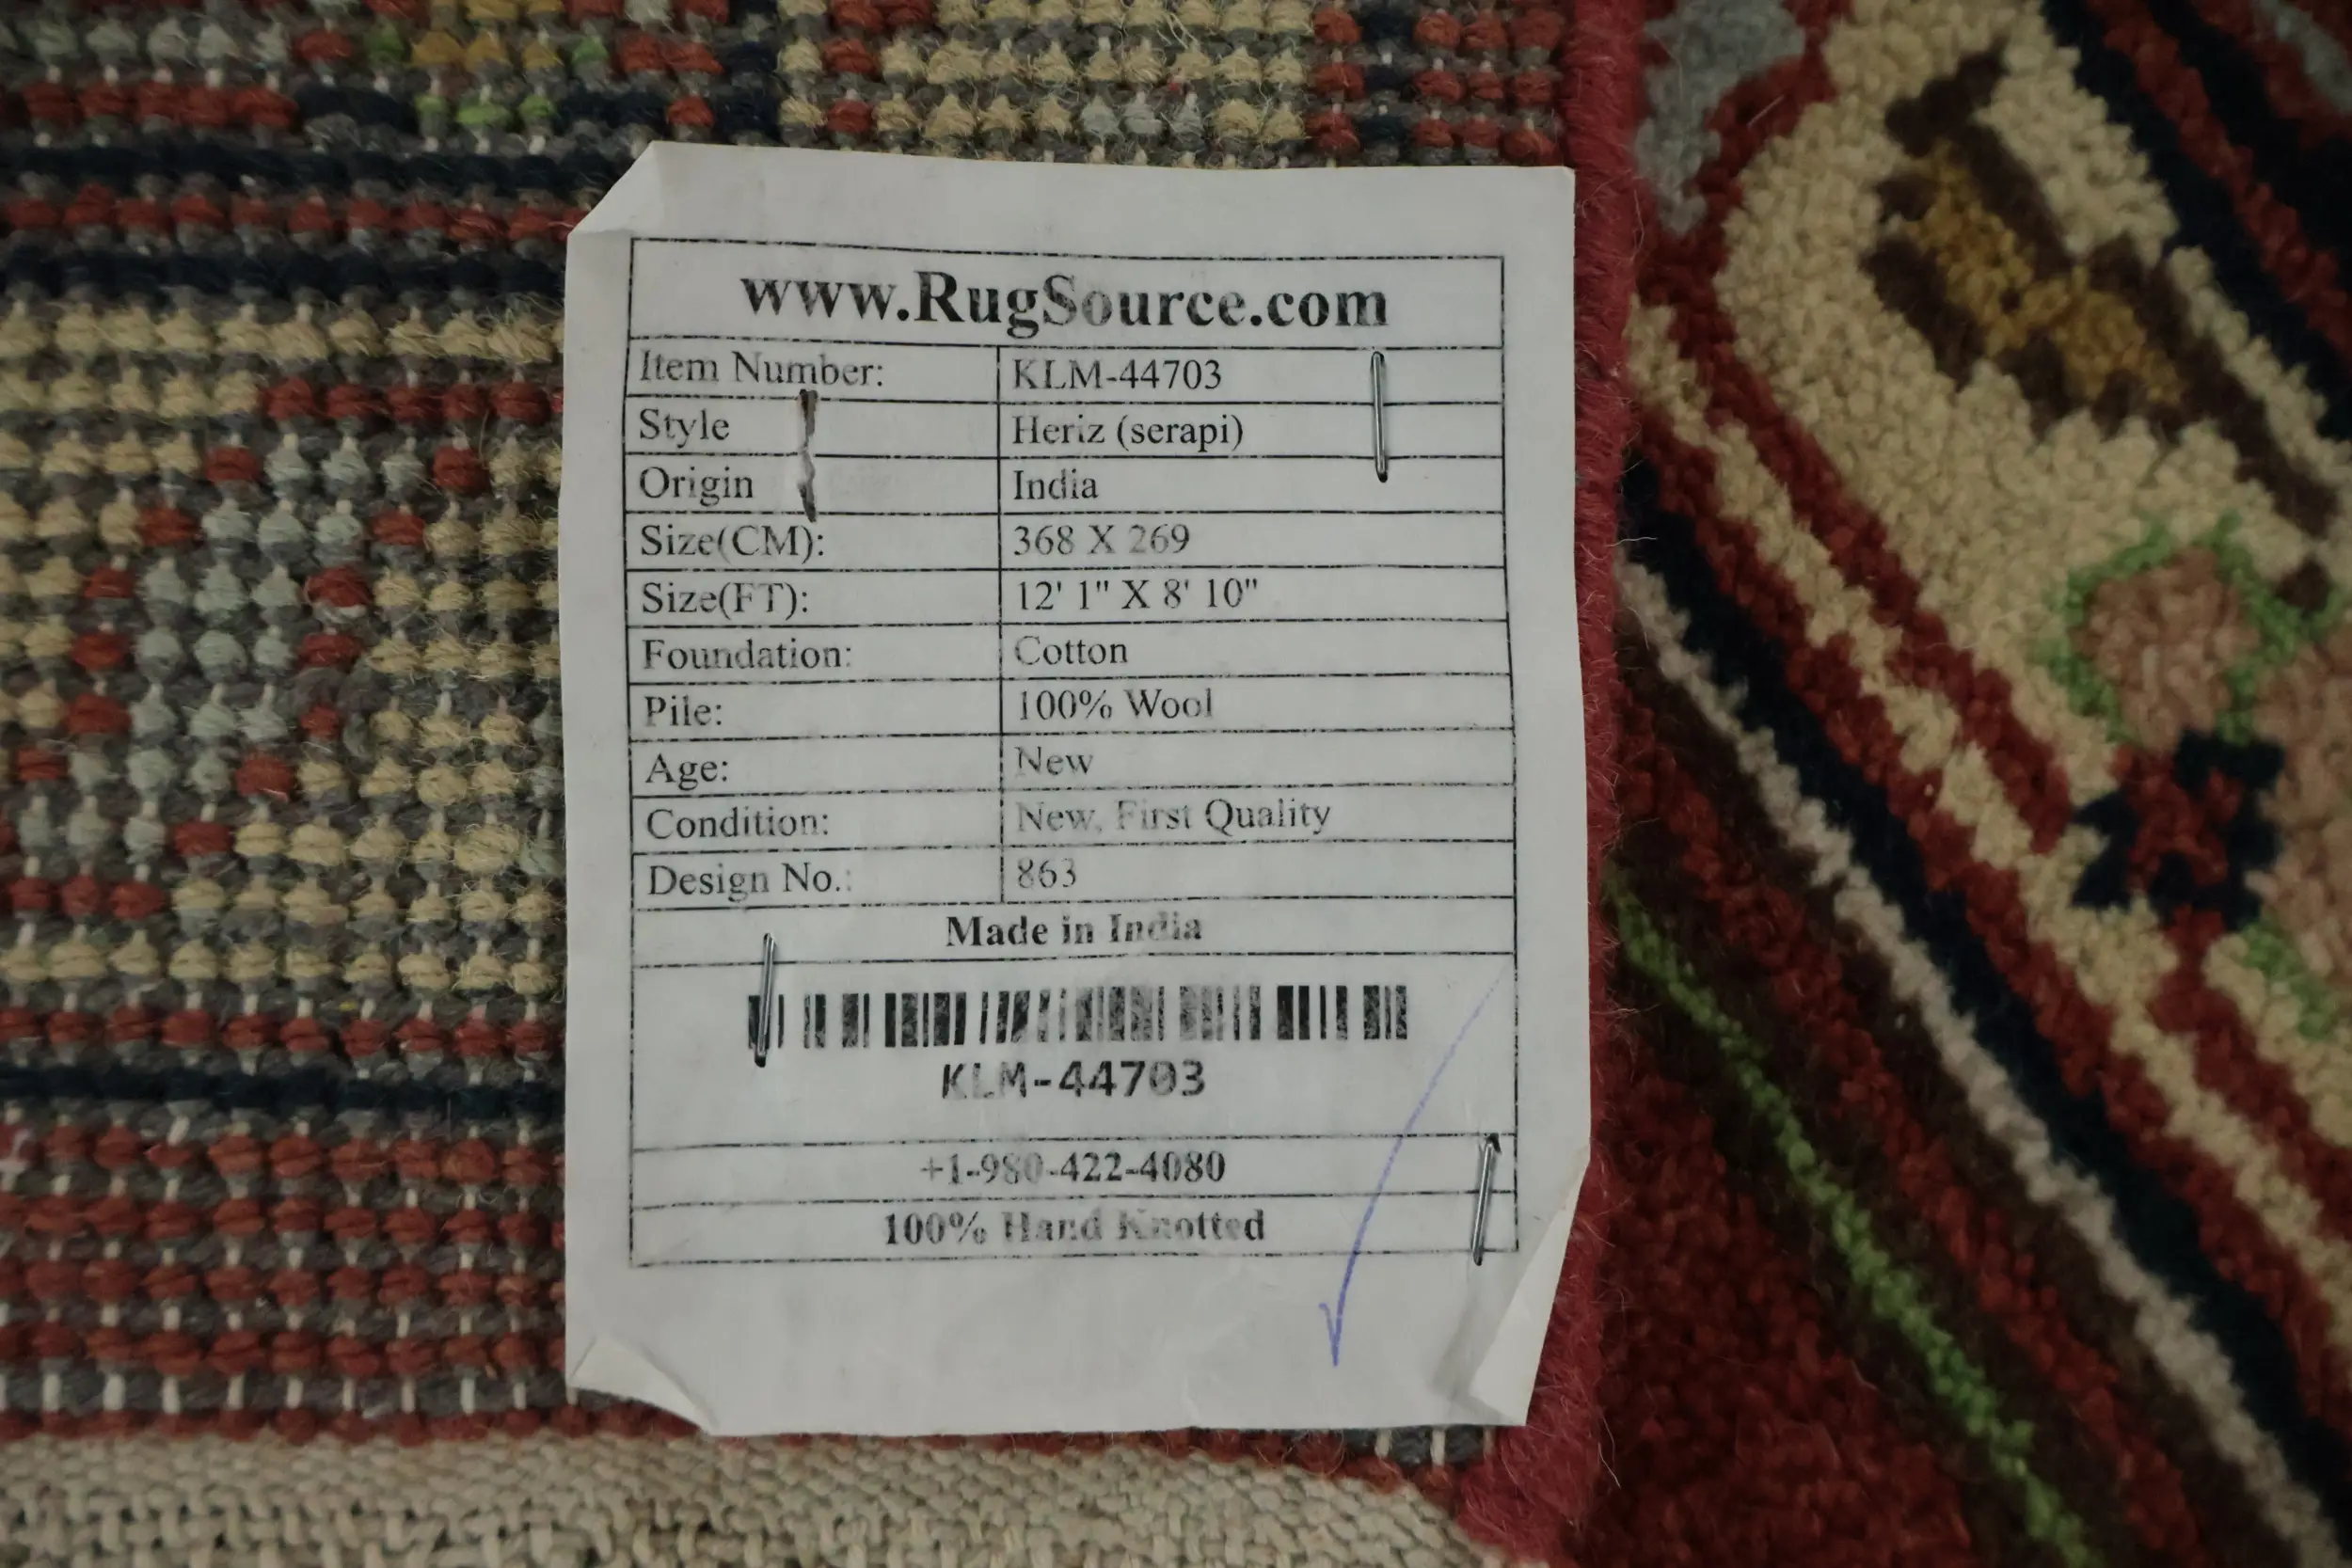 www.RugSource.com
Item Number: KLM-44703
Style Heriz (serapi)
Origin India
Size(CM): 368 X 269
Size(FT): 12' 1" X 8' 10"
Foundation: Cotton
Pile: 100% Wool
Age: New
Condition: New, First Quality
Design No.: 863
Made in India
KLM-44703
+1-980-422-4080
100% Hand Knotted